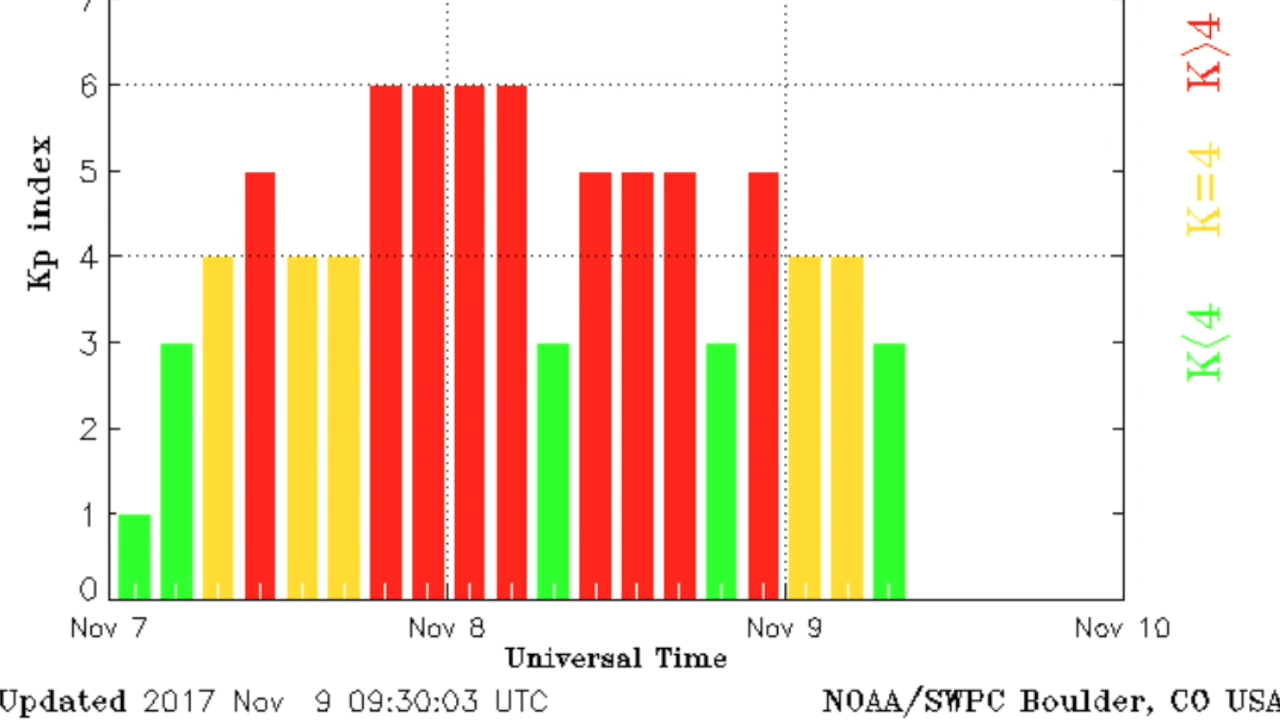 7
6
5
4
3
2
1
0
Kp index
Nov 7 Nov 8 Nov 9 Nov 10
Universal Time
Updated 2017 Nov 9 09:30:03 UTC
NOAA/SWPC Boulder, CO USA
K>4
K=4
K<4